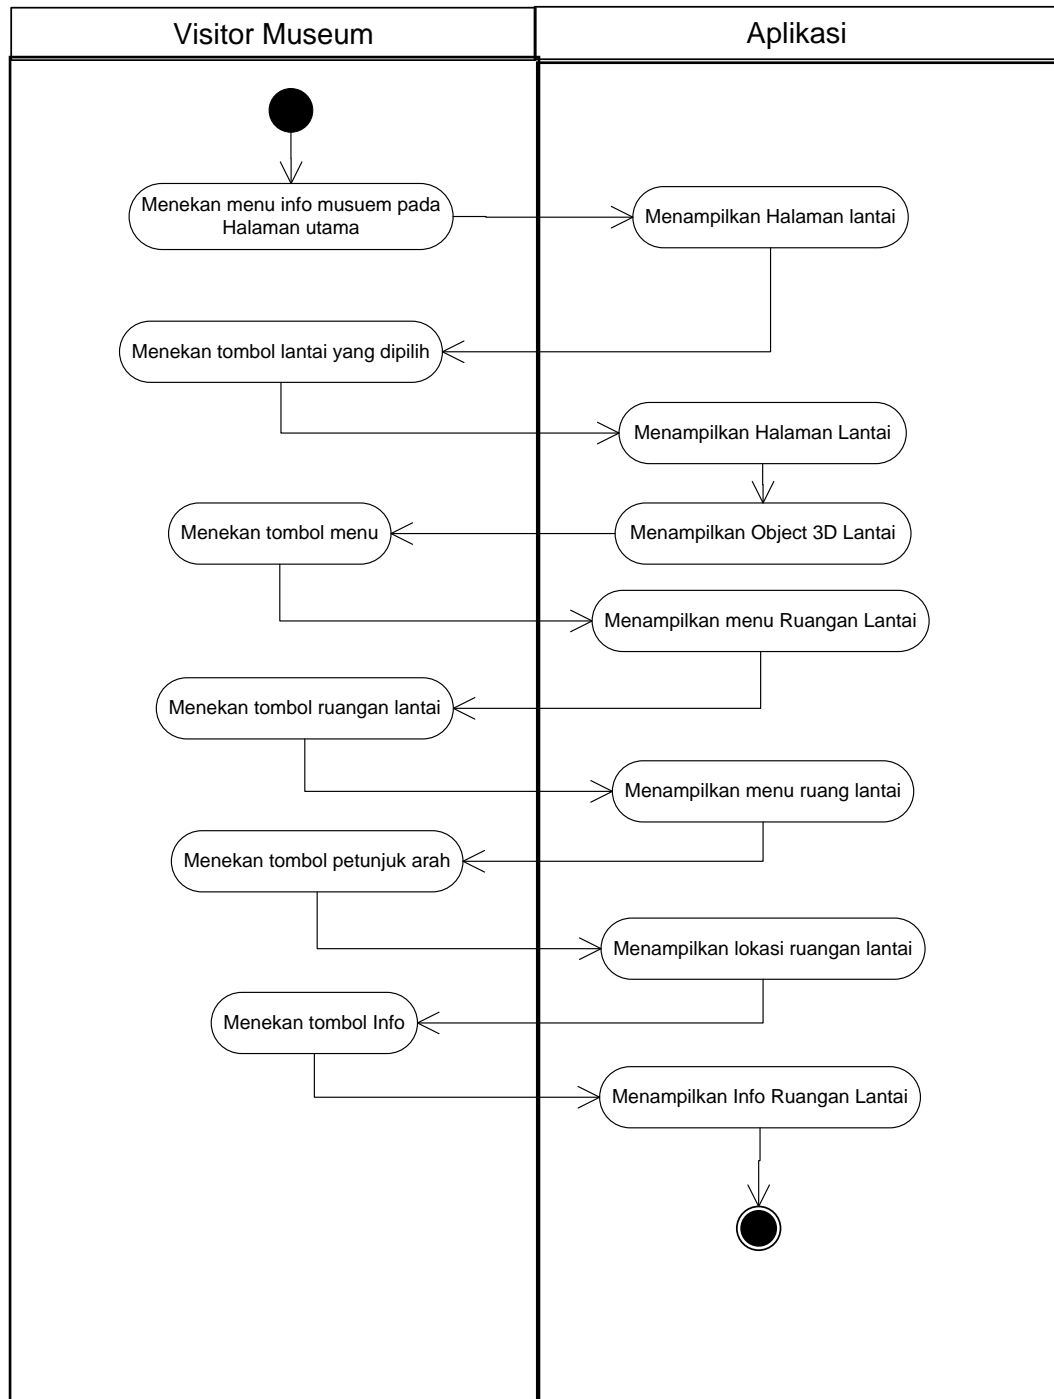 Visitor Museum
Aplikasi
Menekan menu info musuem pada
Halaman utama
Menampilkan Halaman lantai
Menekan tombol lantai yang dipilih
Menampilkan Halaman Lantai
Menekan tombol menu
Menampilkan Object 3D Lantai
Menampilkan menu Ruangan Lantai
Menekan tombol ruangan lantai
Menampilkan menu ruang lantai
Menekan tombol petunjuk arah
Menampilkan lokasi ruangan lantai
Menekan tombol Info
Menampilkan Info Ruangan Lantai